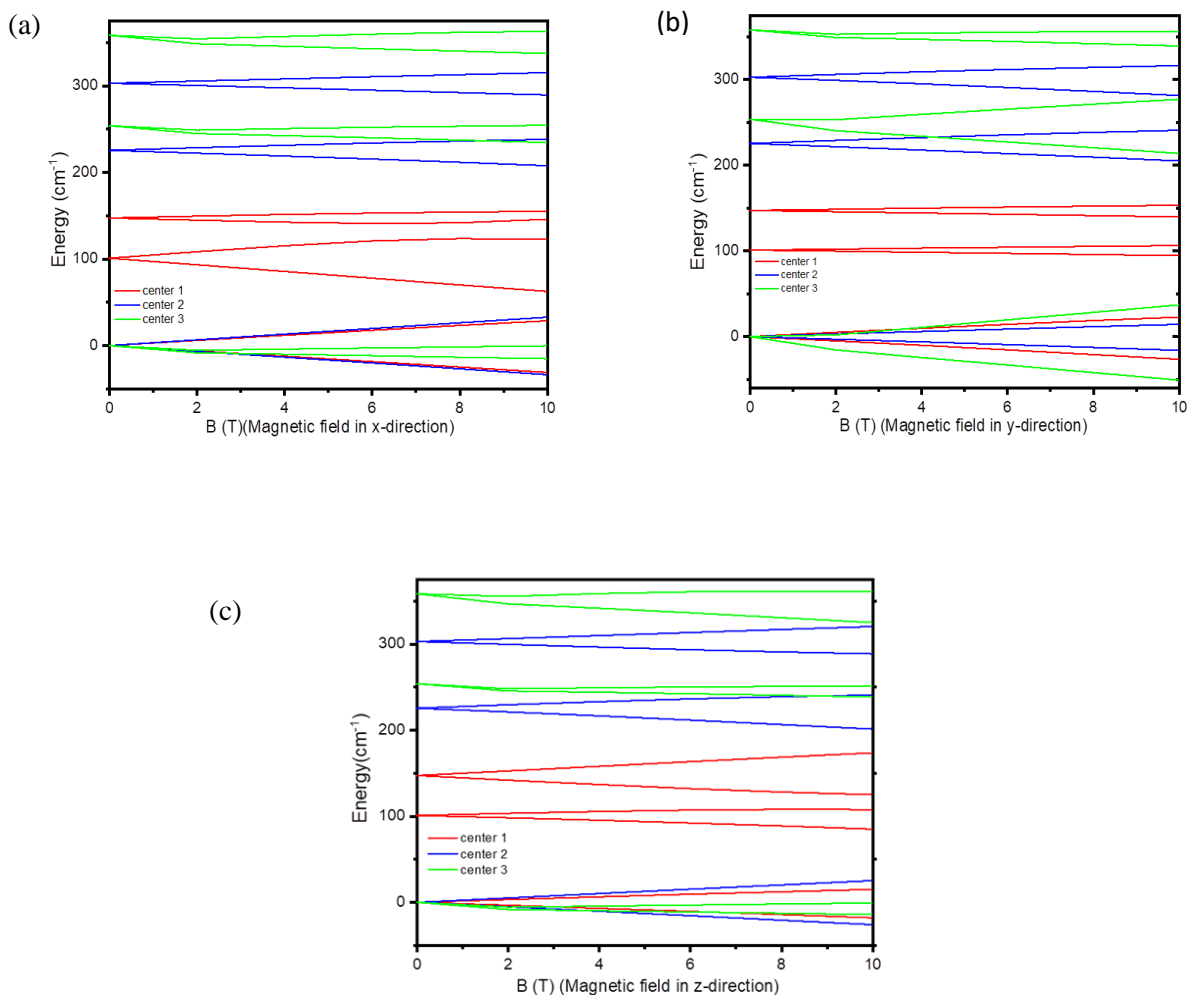 (a)
300
200
100
0
Energy (cm⁻¹)
center 1
center 2
center 3
0 2 4 6 8 10
B (T)(Magnetic field in x-direction)
(b)
300
200
100
0
Energy (cm⁻¹)
center 1
center 2
center 3
0 2 4 6 8 10
B (T) (Magnetic field in y-direction)
(c)
300
200
100
0
Energy(cm⁻¹)
center 1
center 2
center 3
0 2 4 6 8 10
B (T) (Magnetic field in z-direction)